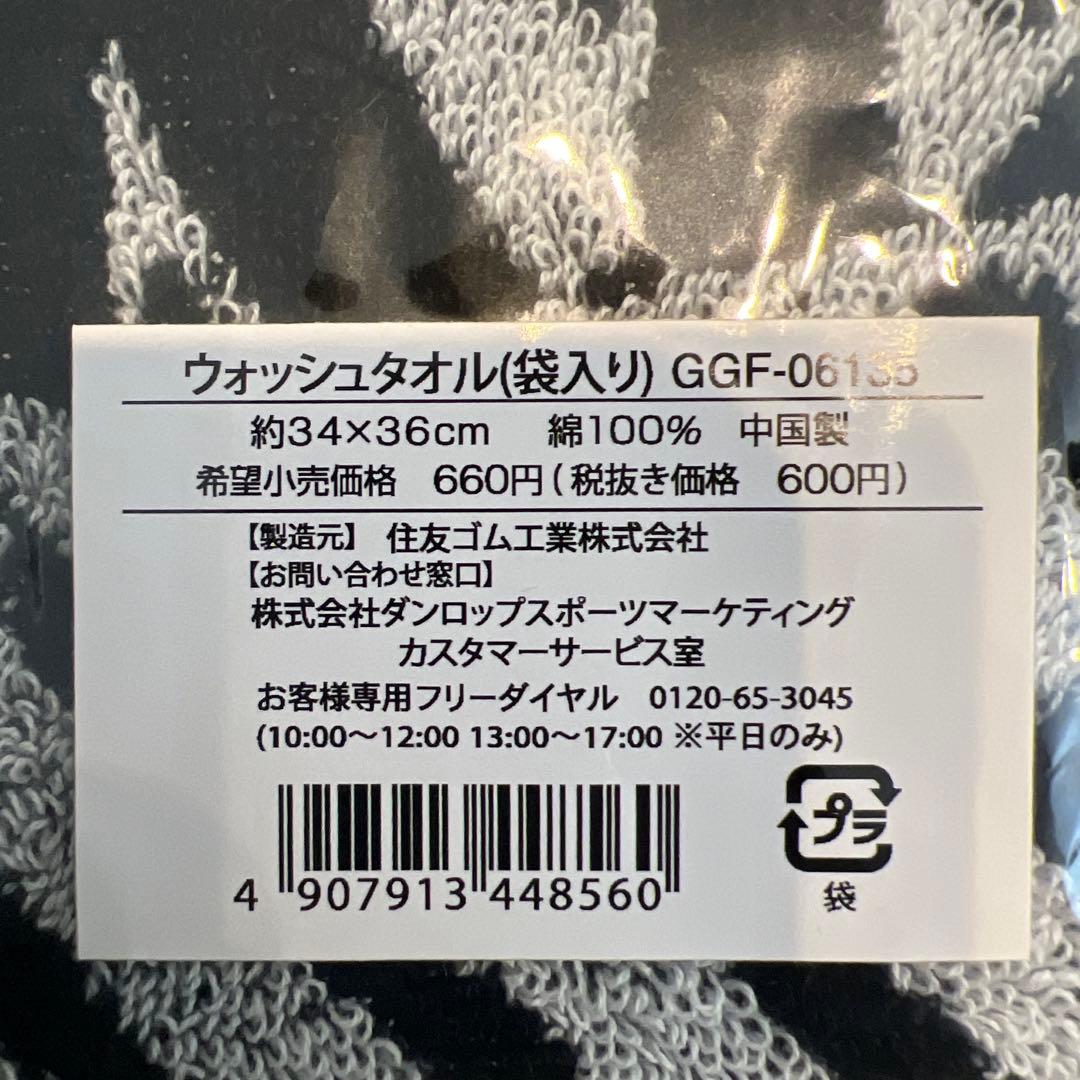 ウォッシュタオル(袋入り) GGF-06135
約34×36cm 綿100% 中国製
希望小売価格 660円(税抜き価格 600円)
【製造元】 住友ゴム工業株式会社
【お問い合わせ窓口】
株式会社ダンロップスポーツマーケティング
カスタマーサービス室
お客様専用フリーダイヤル 0120-65-3045
(10:00〜12:00 13:00〜17:00 ※平日のみ)
プラ
袋
4 907913 448560